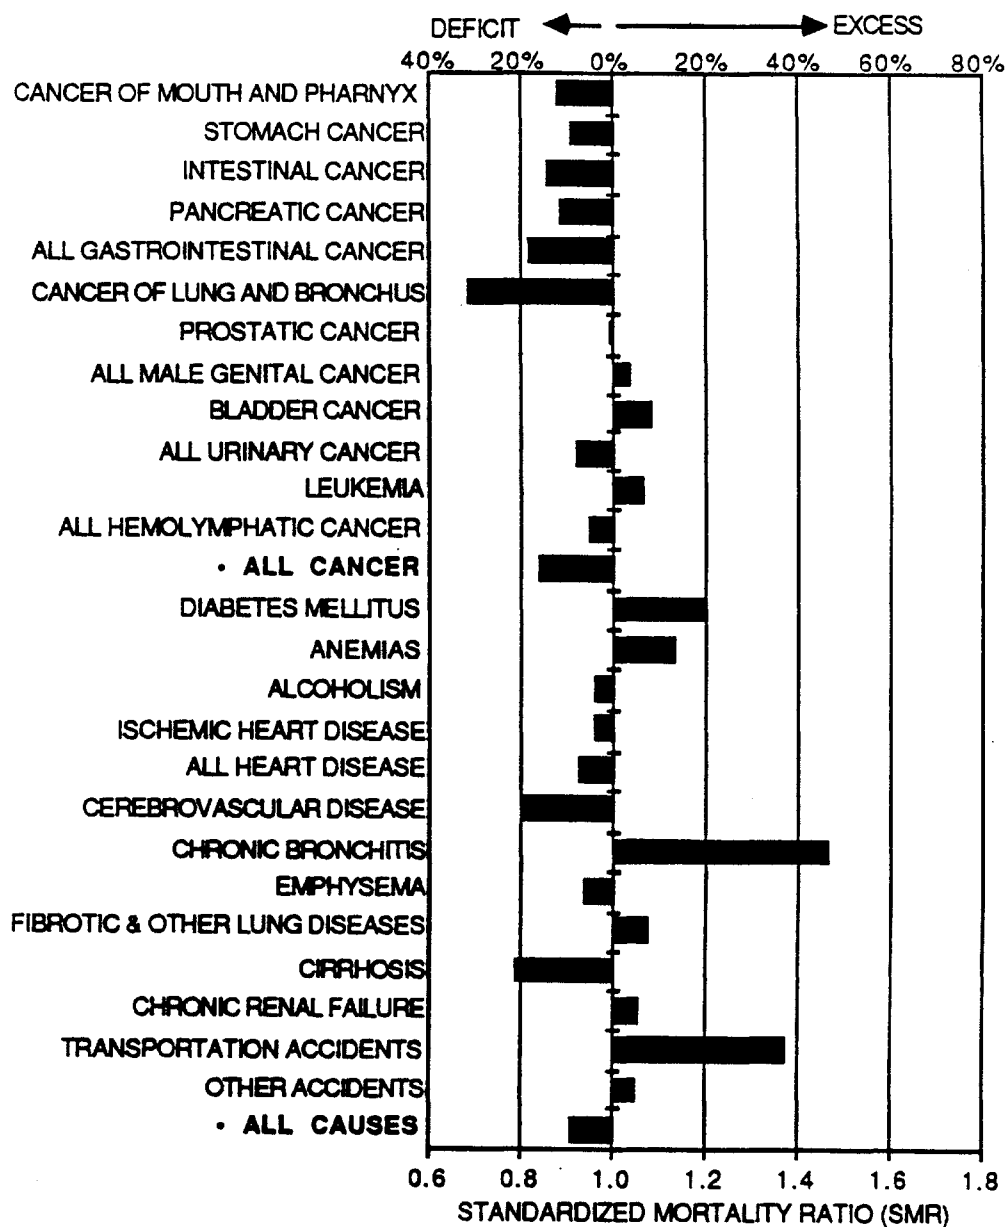 DEFICIT EXCESS
40% 20% 0% 20% 40% 60% 80%
CANCER OF MOUTH AND PHARNYX
STOMACH CANCER
INTESTINAL CANCER
PANCREATIC CANCER
ALL GASTROINTESTINAL CANCER
CANCER OF LUNG AND BRONCHUS
PROSTATIC CANCER
ALL MALE GENITAL CANCER
BLADDER CANCER
ALL URINARY CANCER
LEUKEMIA
ALL HEMOLYMPHATIC CANCER
• ALL CANCER
DIABETES MELLITUS
ANEMIAS
ALCOHOLISM
ISCHEMIC HEART DISEASE
ALL HEART DISEASE
CEREBROVASCULAR DISEASE
CHRONIC BRONCHITIS
EMPHYSEMA
FIBROTIC & OTHER LUNG DISEASES
CIRRHOSIS
CHRONIC RENAL FAILURE
TRANSPORTATION ACCIDENTS
OTHER ACCIDENTS
• ALL CAUSES
0.6 0.8 1.0 1.2 1.4 1.6 1.8
STANDARDIZED MORTALITY RATIO (SMR)